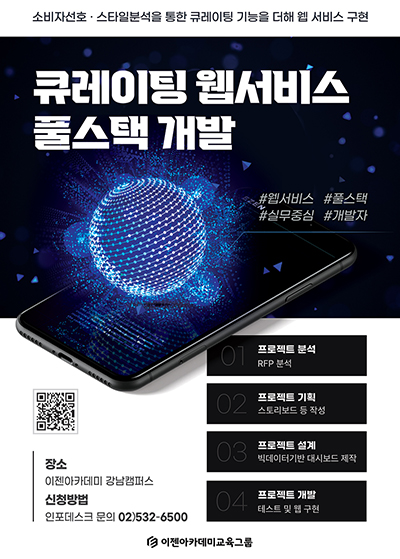 소비자선호 · 스타일분석을 통한 큐레이팅 기능을 더해 웹 서비스 구현
큐레이팅 웹서비스
풀스택 개발
#웹서비스 #풀스택
#실무중심 #개발자
01 프로젝트 분석
RFP 분석
02 프로젝트 기획
스토리보드 등 작성
03 프로젝트 설계
빅데이터기반 대시보드 제작
04 프로젝트 개발
테스트 및 웹 구현
장소
이젠아카데미 강남캠퍼스
신청방법
인포데스크 문의 02)532-6500
이젠아카데미교육그룹